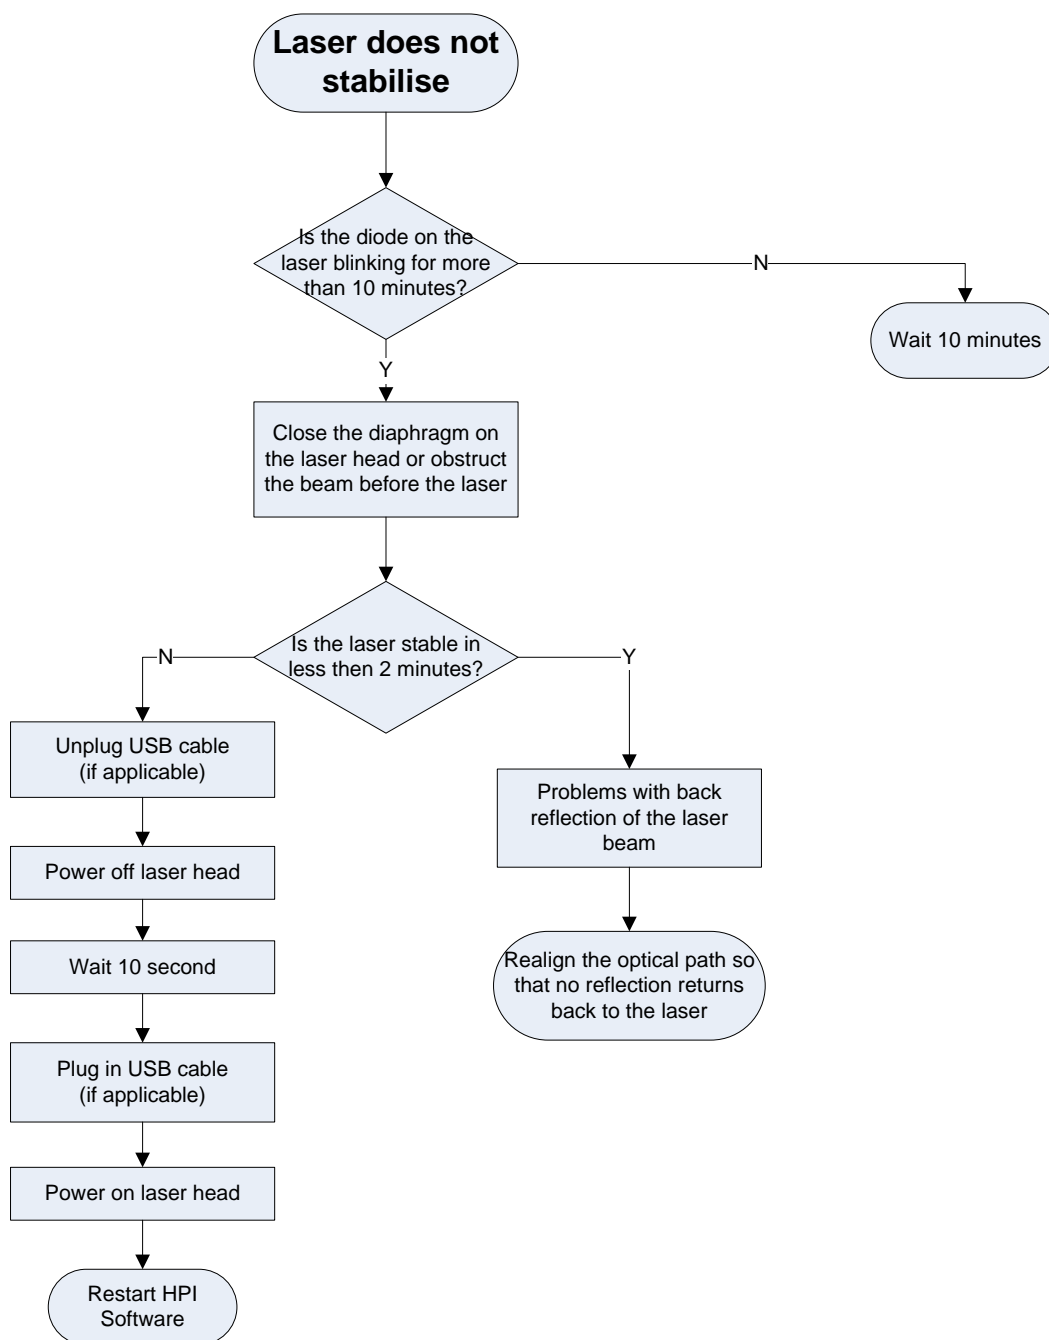 Laser does not
stabilise
Is the diode on the
laser blinking for more
than 10 minutes?
N
Wait 10 minutes
Y
Close the diaphragm on
the laser head or obstruct
the beam before the laser
Is the laser stable in
less then 2 minutes?
N
Y
Unplug USB cable
(if applicable)
Problems with back
reflection of the laser
beam
Power off laser head
Wait 10 second
Realign the optical path so
that no reflection returns
back to the laser
Plug in USB cable
(if applicable)
Power on laser head
Restart HPI
Software